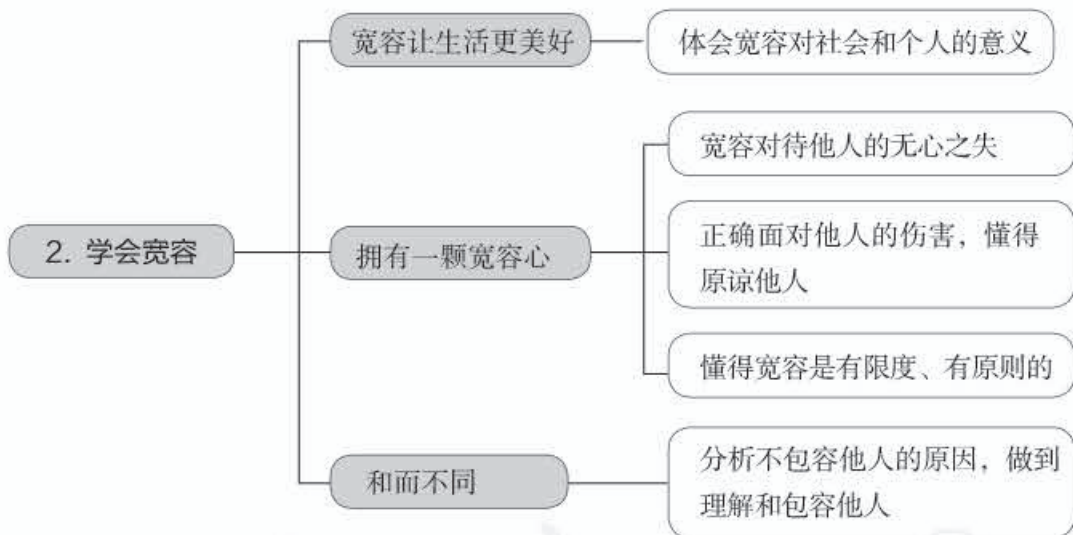 2. 学会宽容
宽容让生活更美好
体会宽容对社会和个人的意义
拥有一颗宽容心
宽容对待他人的无心之失
正确面对他人的伤害，懂得
原谅他人
懂得宽容是有限度、有原则的
和而不同
分析不包容他人的原因，做到
理解和包容他人